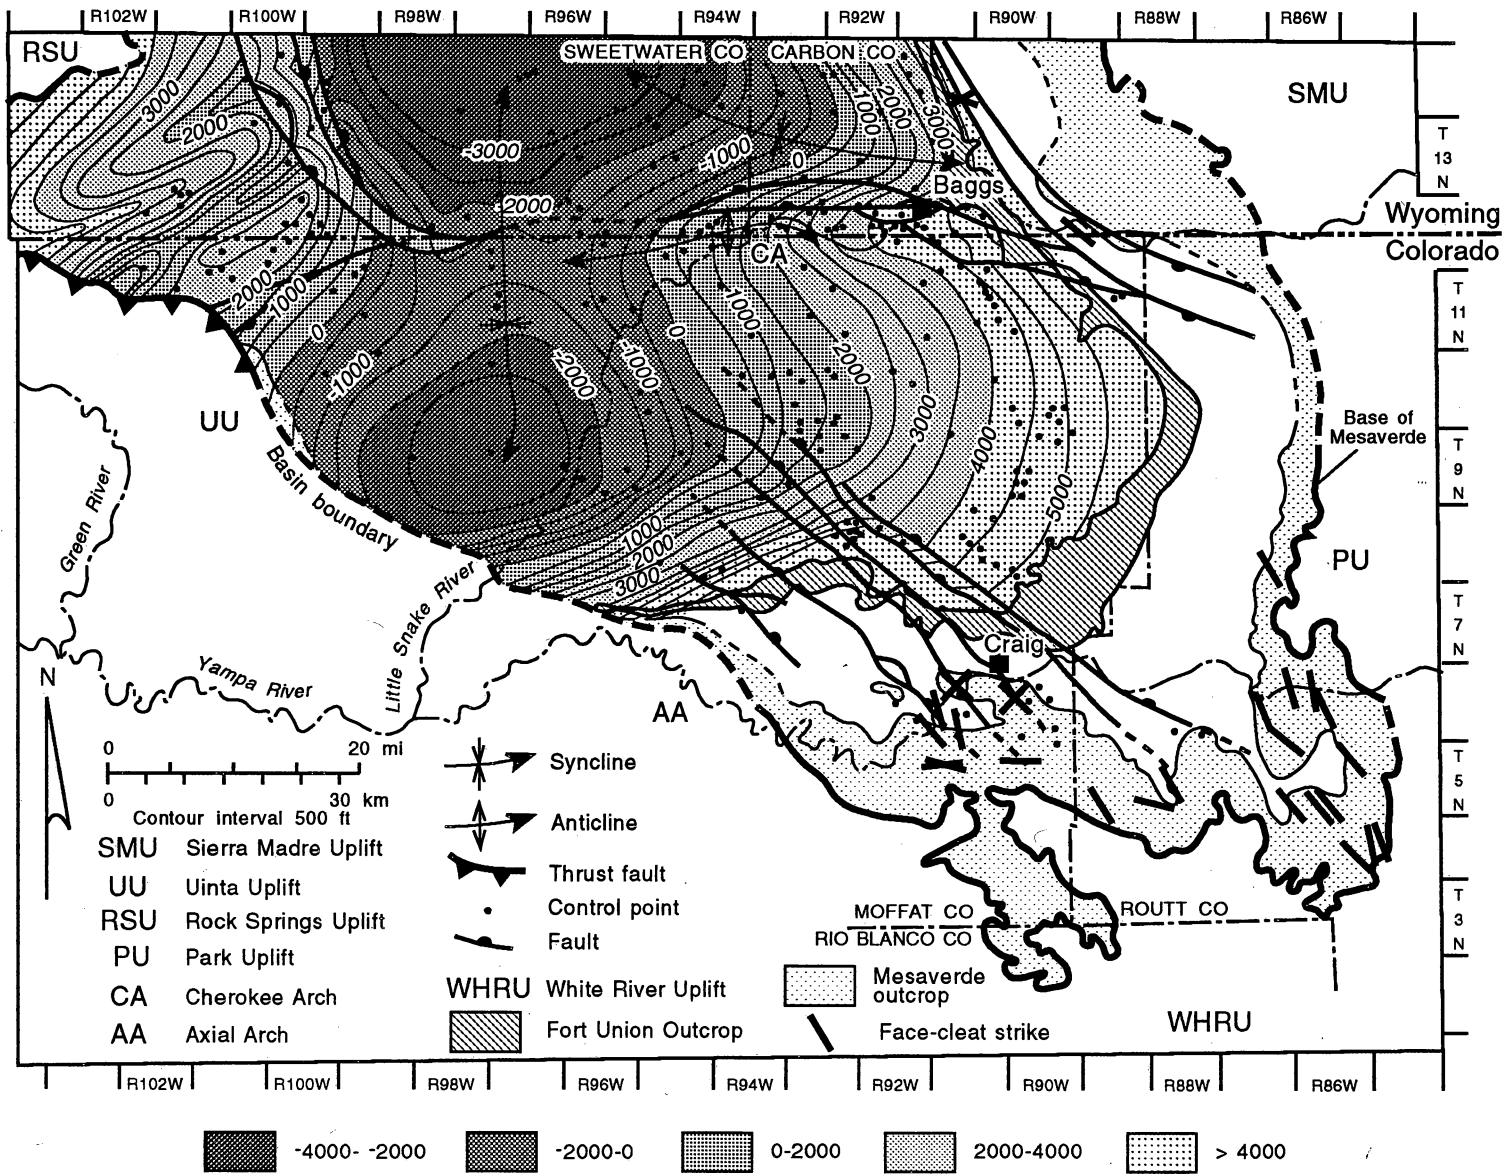 R102W R100W R98W R96W R94W R92W R90W R88W R86W
RSU
SWEETWATER CO CARBON CO
SMU
3000
2000
-3000
-2000
-1000
0
1000
2000
3000
T
13
N
Baggs
Wyoming
Colorado
CA
2000
1000
0
-1000
-2000
-1000
0
1000
2000
3000
4000
5000
T
11
N
UU
Base of
Mesaverde
T
9
N
Basin boundary
Green River
1000
2000
3000
PU
Little Snake River
T
7
N
Craig
N
Yampa River
AA
0 20 mi
0 30 km
Contour interval 500 ft
T
5
N
SMU Sierra Madre Uplift
UU Uinta Uplift
RSU Rock Springs Uplift
PU Park Uplift
CA Cherokee Arch
AA Axial Arch
Syncline
Anticline
Thrust fault
Control point
Fault
WHRU White River Uplift
Fort Union Outcrop
MOFFAT CO
RIO BLANCO CO
ROUTT CO
T
3
N
Mesaverde
outcrop
Face-cleat strike
WHRU
R102W R100W R98W R96W R94W R92W R90W R88W R86W
-4000- -2000
-2000-0
0-2000
2000-4000
> 4000